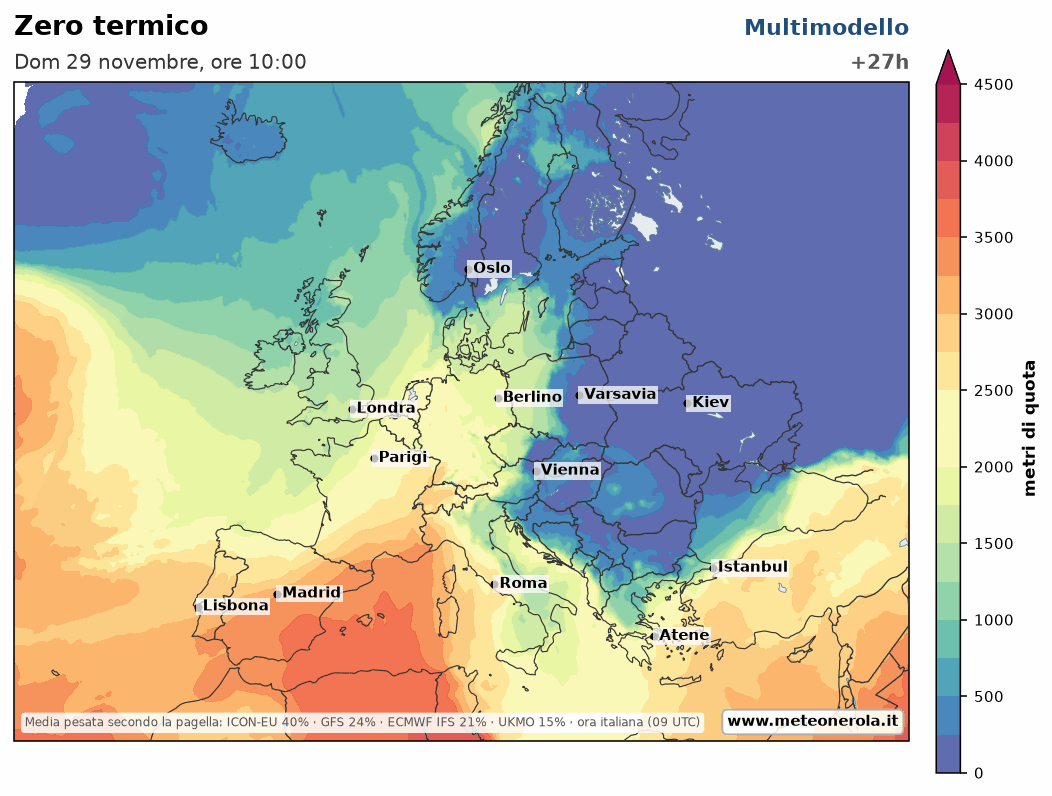 Zero termico
Multimodello
Dom 29 novembre, ore 10:00
+27h
4500
4000
3500
3000
2500
2000
1500
1000
500
0
metri di quota
Oslo
Berlino
Varsavia
Kiev
Londra
Parigi
Vienna
Istanbul
Roma
Madrid
Lisbona
Atene
Media pesata secondo la pagella: ICON-EU 40% · GFS 24% · ECMWF IFS 21% · UKMO 15% · ora italiana (09 UTC)
www.meteonerola.it